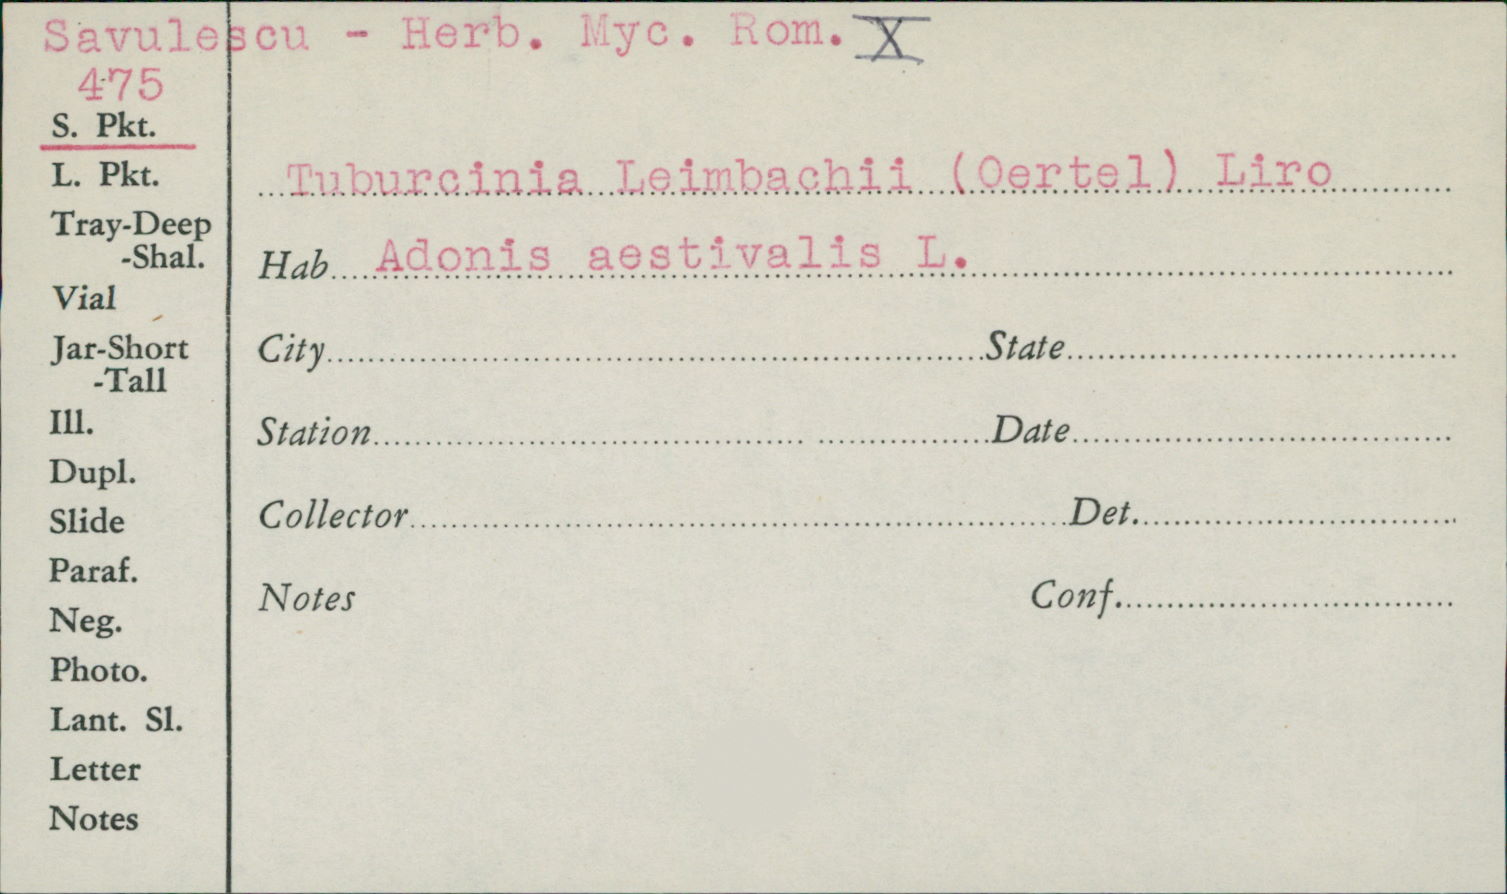 Savulescu - Herb. Myc. Rom. X
475
S. Pkt.
L. Pkt.
Tray-Deep
-Shal.
Vial
Jar-Short
-Tall
Ill.
Dupl.
Slide
Paraf.
Neg.
Photo.
Lant. Sl.
Letter
Notes
Tuburcinia Leimbachii (Oertel) Liro
Hab. Adonis aestivalis L.
City State
Station Date
Collector Det.
Notes Conf.